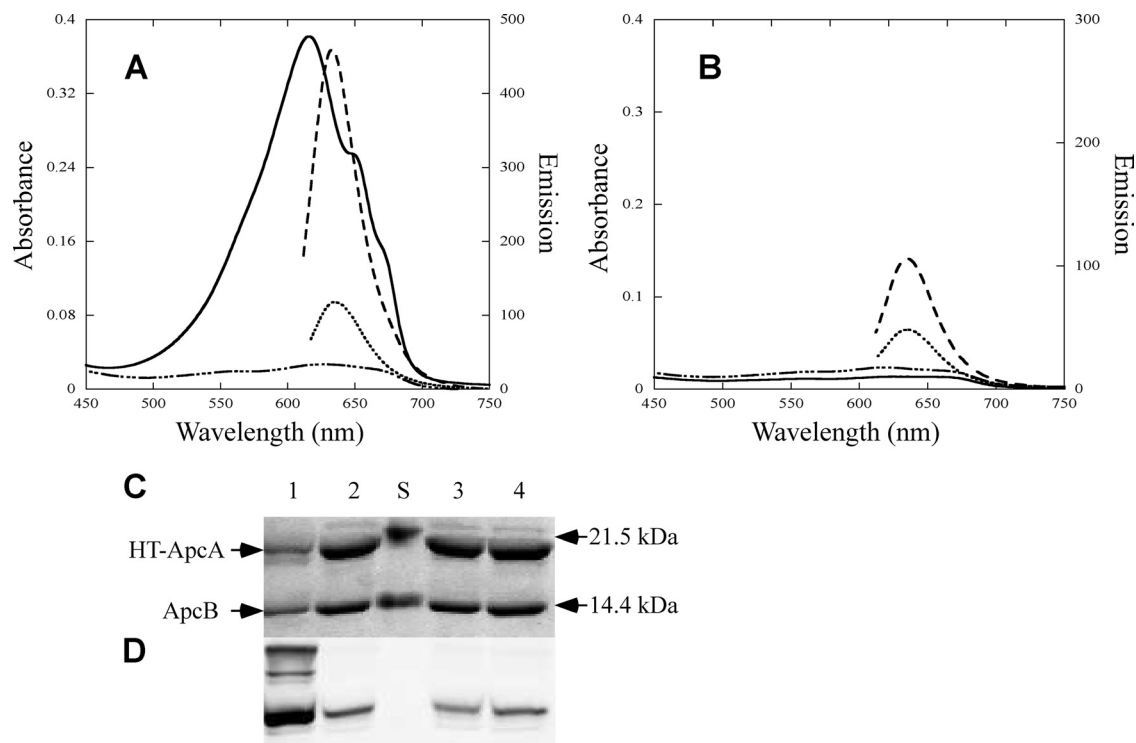 0.4
0.32
0.24
0.16
0.08
0
500
400
300
200
100
0
450 500 550 600 650 700 750
A
Absorbance
Emission
Wavelength (nm)
0.4
0.3
0.2
0.1
0
300
200
100
0
450 500 550 600 650 700 750
B
Absorbance
Emission
Wavelength (nm)
C
1 2 S 3 4
HT-ApcA
21.5 kDa
ApcB
14.4 kDa
D